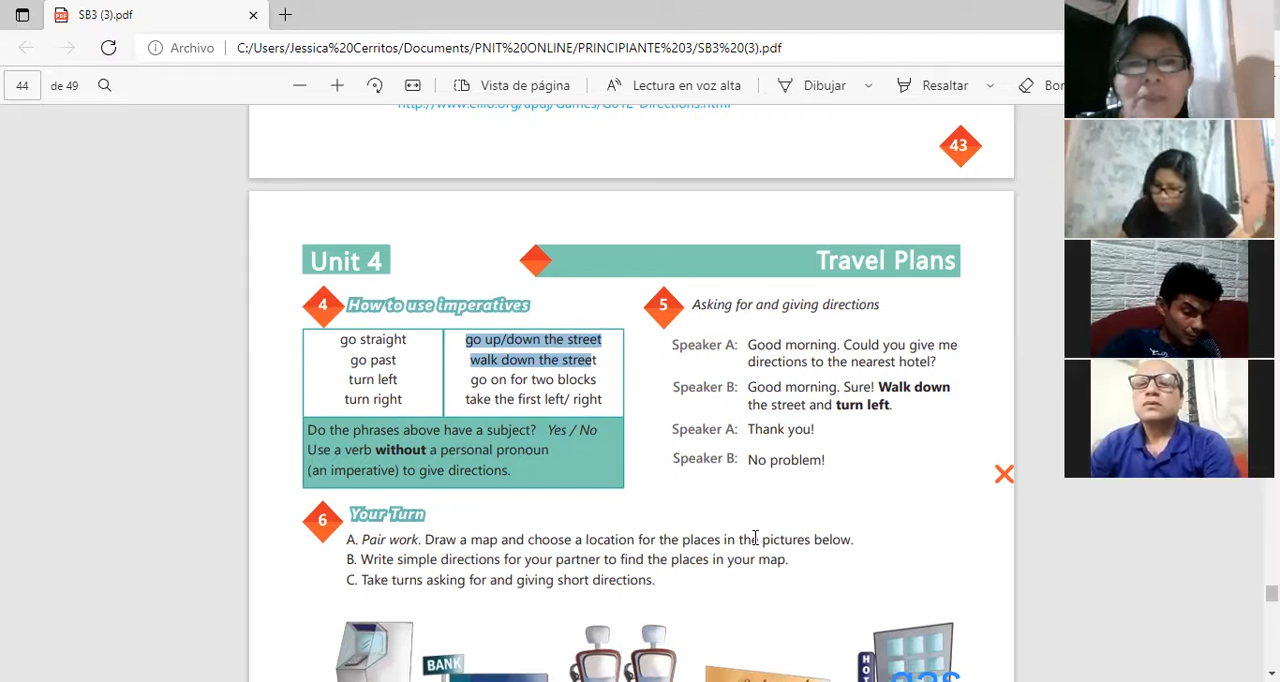 SB3 (3).pdf
Archivo
C:/Users/Jessica%20Cerritos/Documents/PNIT%20ONLINE/PRINCIPIANTE%203/SB3%20(3).pdf
44
de 49
Vista de página
Lectura en voz alta
Dibujar
Resaltar
Bor
43
Unit 4
Travel Plans
4
How to use imperatives
go straight
go past
turn left
turn right
go up/down the street
walk down the street
go on for two blocks
take the first left/ right
Do the phrases above have a subject? Yes / No
Use a verb without a personal pronoun
(an imperative) to give directions.
5
Asking for and giving directions
Speaker A: Good morning. Could you give me
directions to the nearest hotel?
Speaker B: Good morning. Sure! Walk down
the street and turn left.
Speaker A: Thank you!
Speaker B: No problem!
6
Your Turn
A. Pair work. Draw a map and choose a location for the places in the pictures below.
B. Write simple directions for your partner to find the places in your map.
C. Take turns asking for and giving short directions.
BANK
HOT
gas